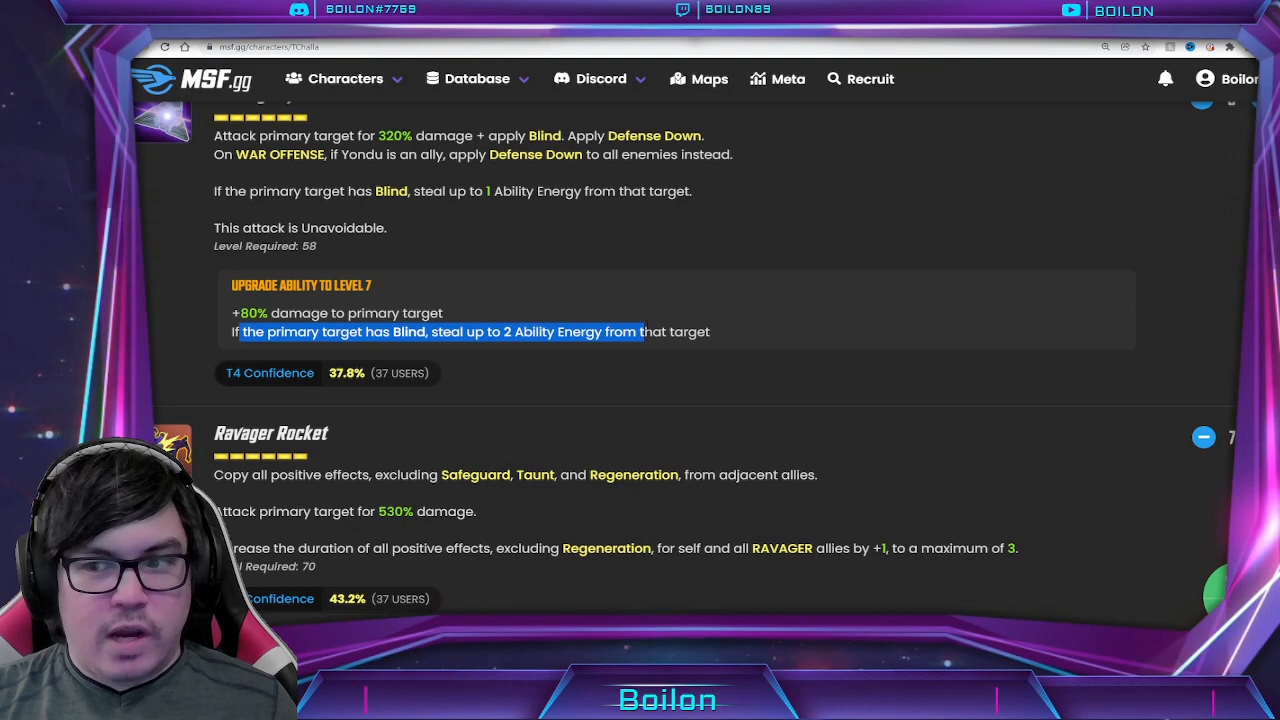 BOILON#7769
BOILON89
BOILON
msf.gg/characters/TChalla
MSF.gg
Characters
Database
Discord
Maps
Meta
Recruit
Boilon
Attack primary target for 320% damage + apply Blind. Apply Defense Down.
On WAR OFFENSE, if Yondu is an ally, apply Defense Down to all enemies instead.
If the primary target has Blind, steal up to 1 Ability Energy from that target.
This attack is Unavoidable.
Level Required: 58
UPGRADE ABILITY TO LEVEL 7
+80% damage to primary target
If the primary target has Blind, steal up to 2 Ability Energy from that target
T4 Confidence 37.8% (37 USERS)
Ravager Rocket
7
Copy all positive effects, excluding Safeguard, Taunt, and Regeneration, from adjacent allies.
ttack primary target for 530% damage.
rease the duration of all positive effects, excluding Regeneration, for self and all RAVAGER allies by +1, to a maximum of 3.
Required: 70
Confidence 43.2% (37 USERS)
Boilon